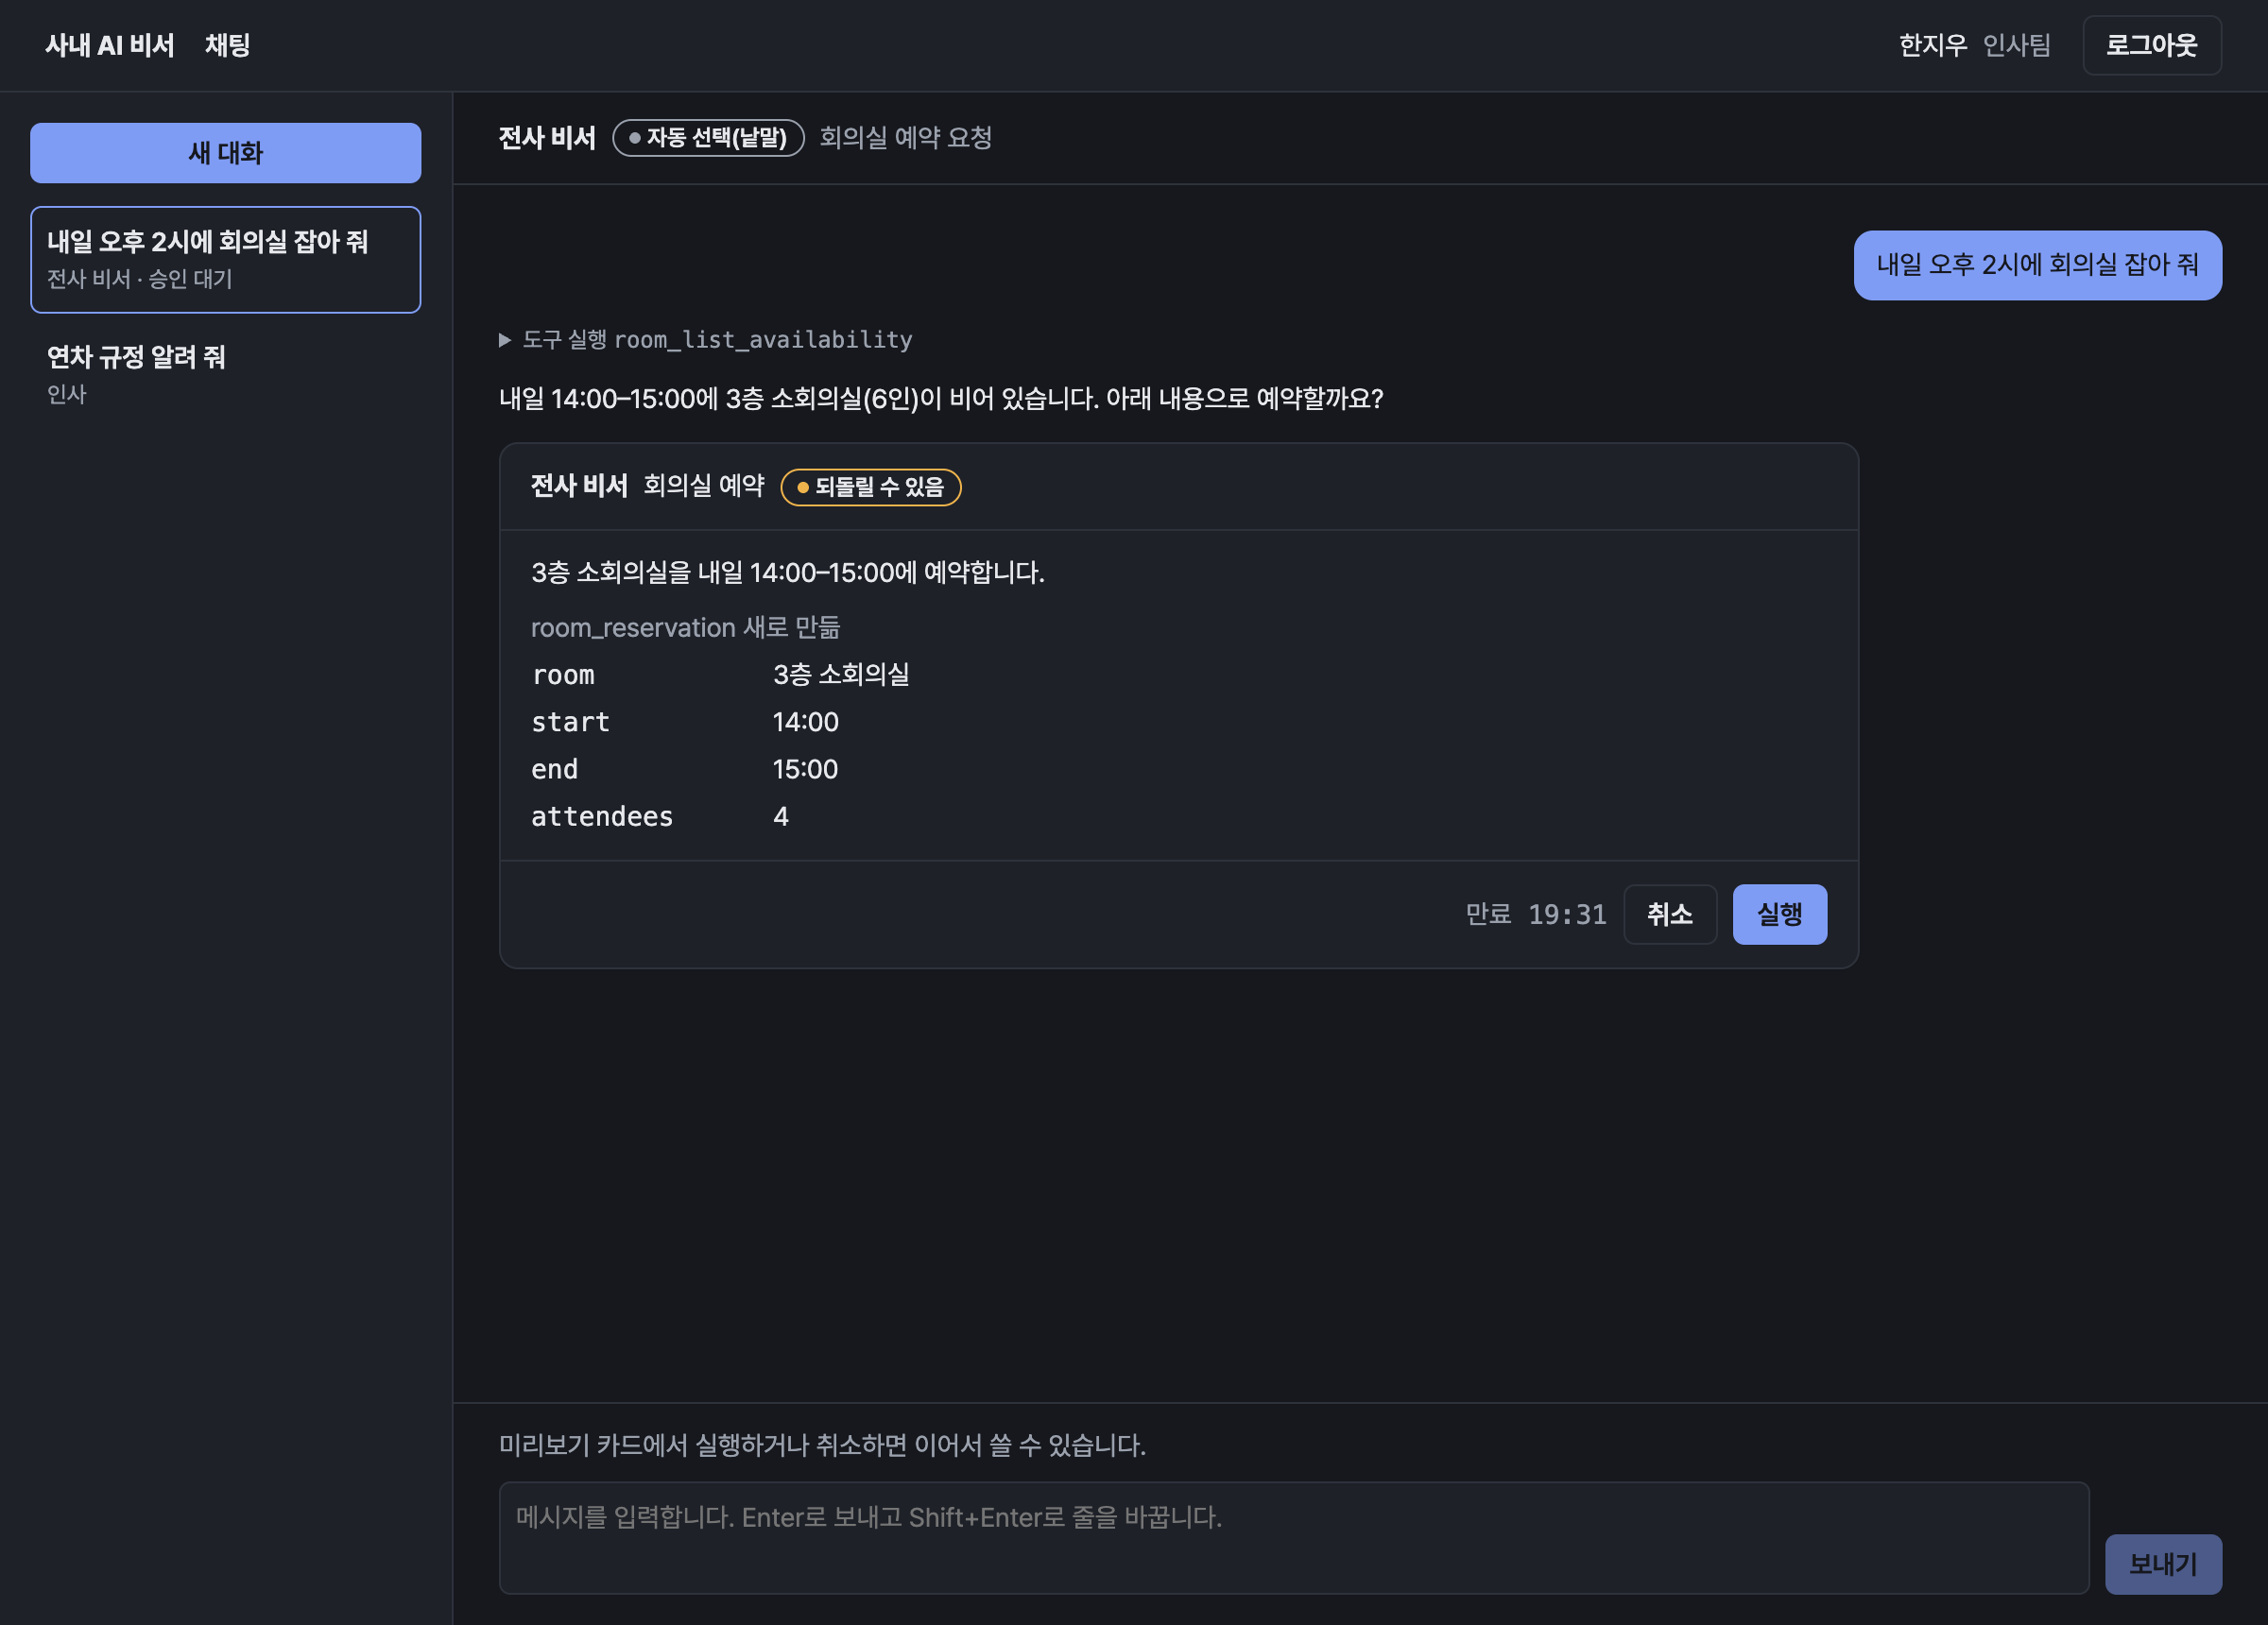 사내 AI 비서 채팅 한지우 인사팀 로그아웃
새 대화
내일 오후 2시에 회의실 잡아 줘
전사 비서 · 승인 대기
연차 규정 알려 줘
인사
전사 비서 자동 선택(낱말) 회의실 예약 요청
내일 오후 2시에 회의실 잡아 줘
도구 실행 room_list_availability
내일 14:00–15:00에 3층 소회의실(6인)이 비어 있습니다. 아래 내용으로 예약할까요?
전사 비서 회의실 예약 되돌릴 수 있음
3층 소회의실을 내일 14:00–15:00에 예약합니다.
room_reservation 새로 만듦
room 3층 소회의실
start 14:00
end 15:00
attendees 4
만료 19:31 취소 실행
미리보기 카드에서 실행하거나 취소하면 이어서 쓸 수 있습니다.
메시지를 입력합니다. Enter로 보내고 Shift+Enter로 줄을 바꿉니다.
보내기